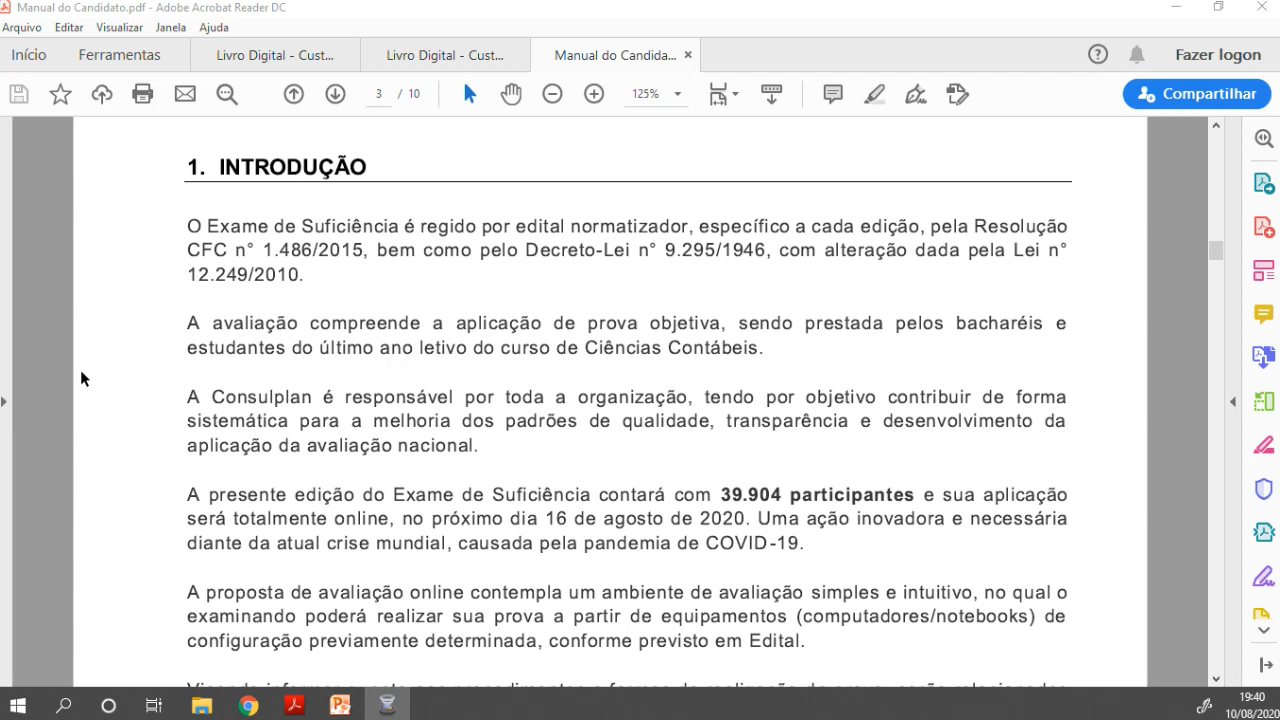 Manual do Candidato.pdf - Adobe Acrobat Reader DC
Arquivo Editar Visualizar Janela Ajuda
Início Ferramentas Livro Digital - Cust... Livro Digital - Cust... Manual do Candida... × Fazer logon
3 / 10 125% Compartilhar
1. INTRODUÇÃO
O Exame de Suficiência é regido por edital normatizador, específico a cada edição, pela Resolução
CFC n° 1.486/2015, bem como pelo Decreto-Lei n° 9.295/1946, com alteração dada pela Lei n°
12.249/2010.
A avaliação compreende a aplicação de prova objetiva, sendo prestada pelos bacharéis e
estudantes do último ano letivo do curso de Ciências Contábeis.
A Consulplan é responsável por toda a organização, tendo por objetivo contribuir de forma
sistemática para a melhoria dos padrões de qualidade, transparência e desenvolvimento da
aplicação da avaliação nacional.
A presente edição do Exame de Suficiência contará com 39.904 participantes e sua aplicação
será totalmente online, no próximo dia 16 de agosto de 2020. Uma ação inovadora e necessária
diante da atual crise mundial, causada pela pandemia de COVID-19.
A proposta de avaliação online contempla um ambiente de avaliação simples e intuitivo, no qual o
examinando poderá realizar sua prova a partir de equipamentos (computadores/notebooks) de
configuração previamente determinada, conforme previsto em Edital.
19:40
10/08/2020